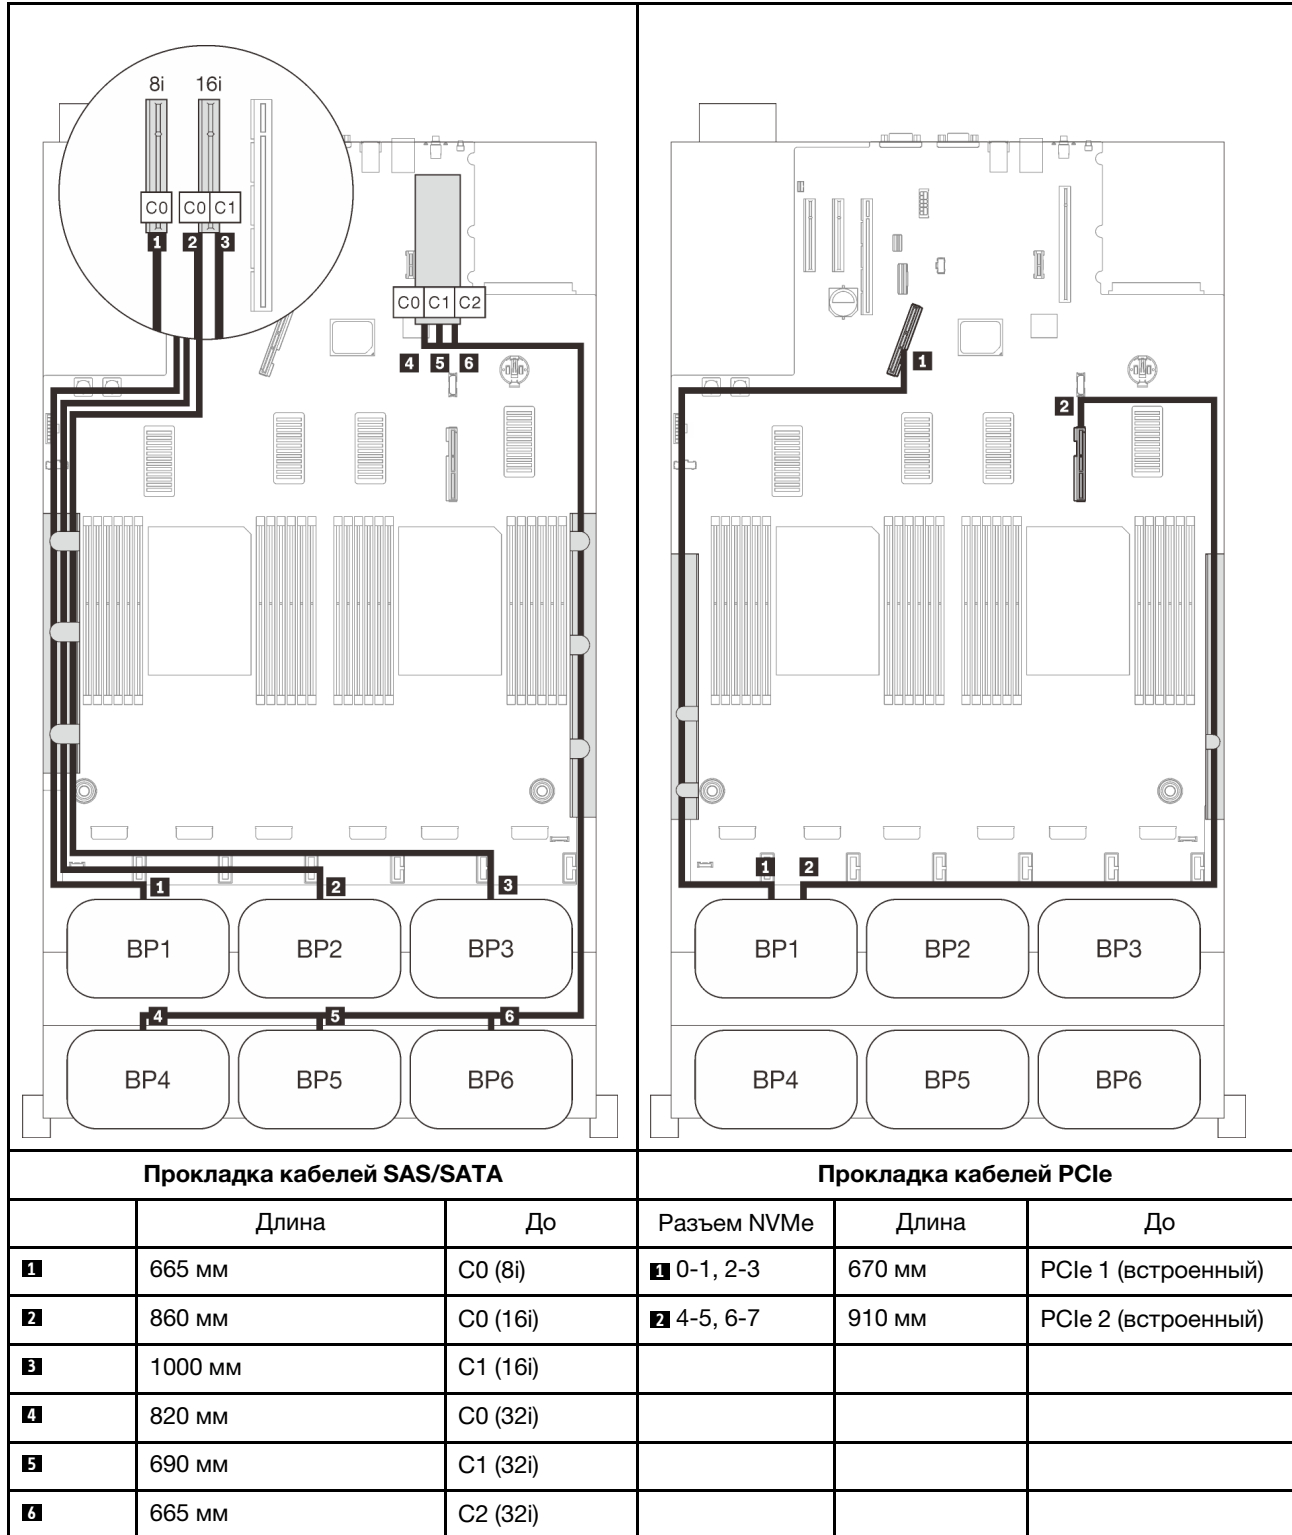 8i 16i
C0 C0 C1
1 2 3
C0 C1 C2
4 5 6
1 2 3
BP1 BP2 BP3
4 5 6
BP4 BP5 BP6
1
2
1 2
BP1 BP2 BP3
BP4 BP5 BP6
Прокладка кабелей SAS/SATA Прокладка кабелей PCIe
Длина До Разъем NVMe Длина До
1 665 мм C0 (8i) 1 0-1, 2-3 670 мм PCIe 1 (встроенный)
2 860 мм C0 (16i) 2 4-5, 6-7 910 мм PCIe 2 (встроенный)
3 1000 мм C1 (16i)
4 820 мм C0 (32i)
5 690 мм C1 (32i)
6 665 мм C2 (32i)